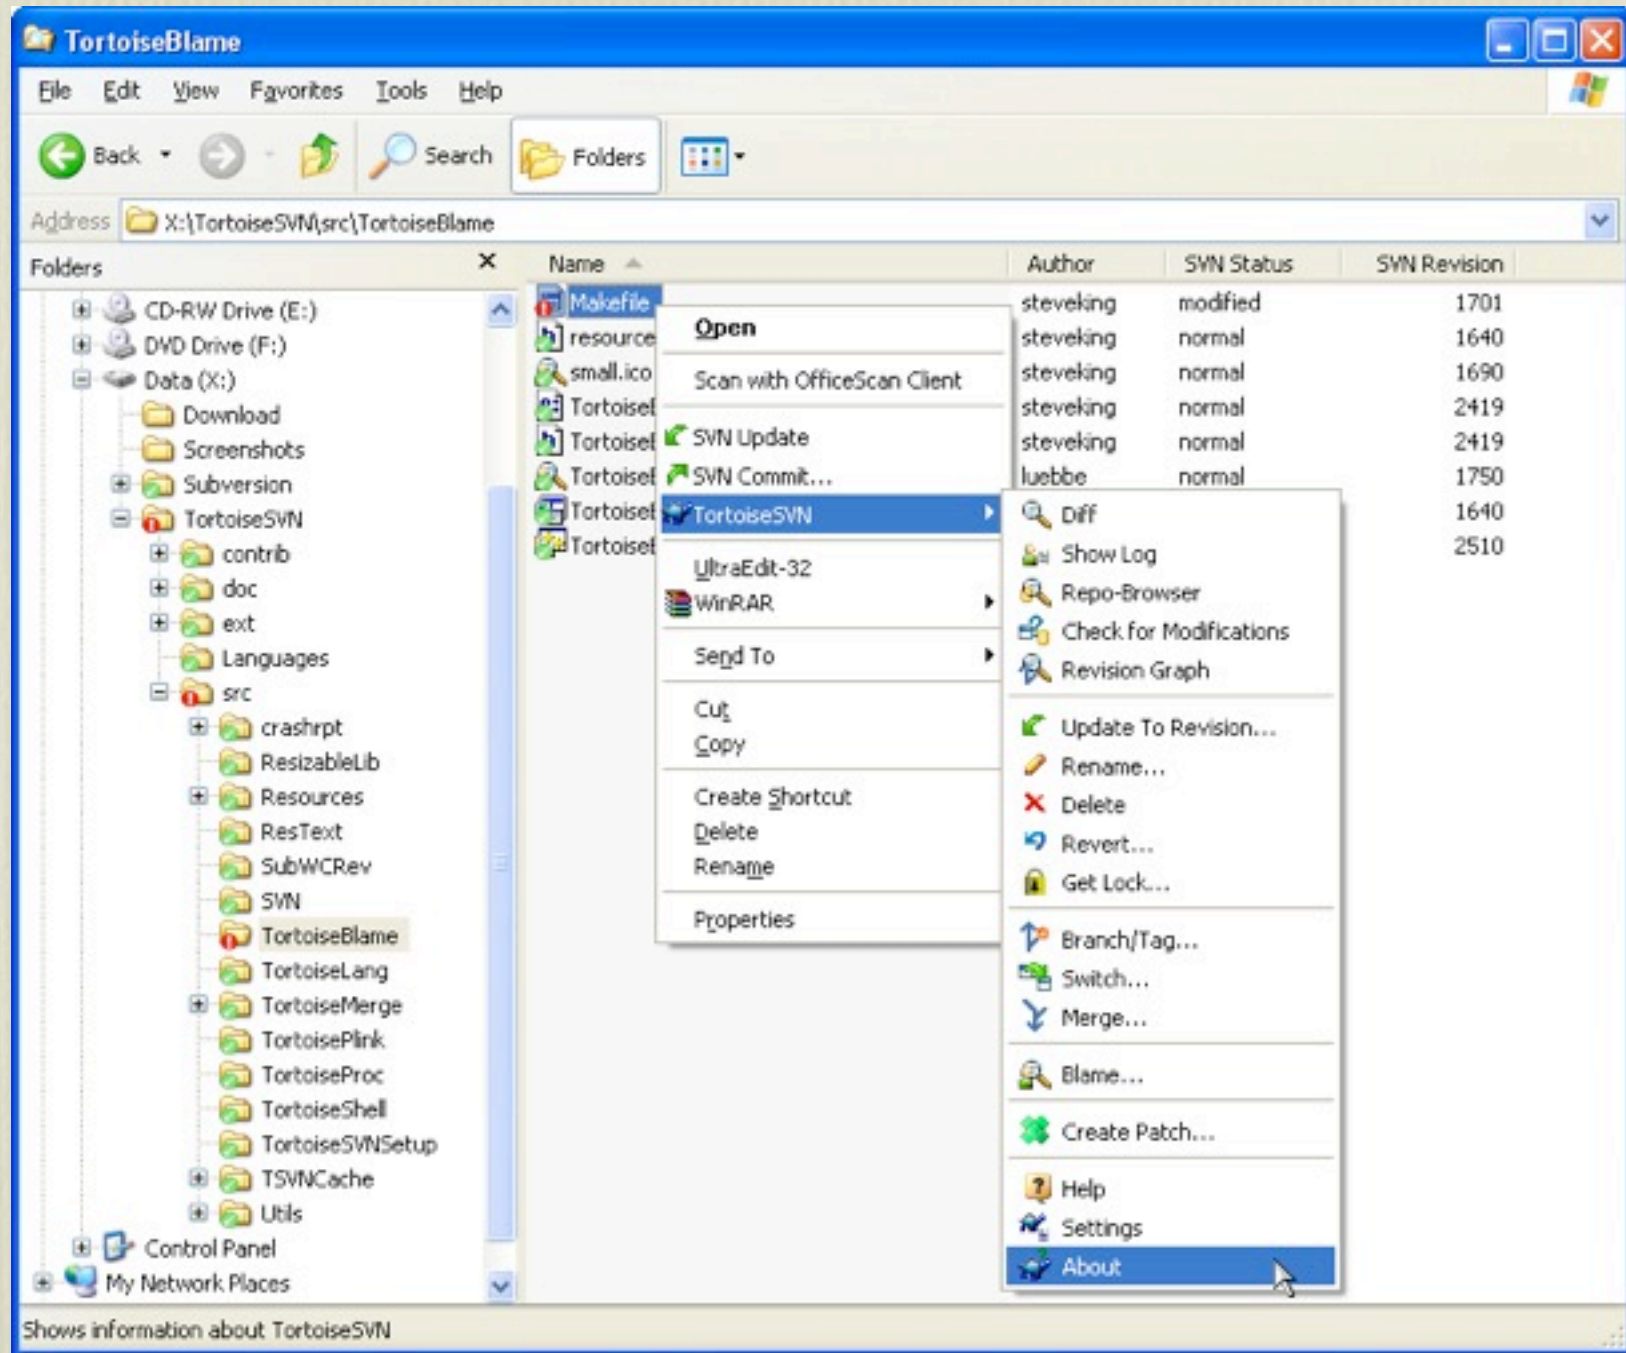 TortoiseBlame
File Edit View Favorites Tools Help
Back Search Folders
Address X:\TortoiseSVN\src\TortoiseBlame
Folders
CD-RW Drive (E:)
DVD Drive (F:)
Data (X:)
Download
Screenshots
Subversion
TortoiseSVN
contrib
doc
ext
Languages
src
crashrpt
ResizableLib
Resources
ResText
SubWCRev
SVN
TortoiseBlame
TortoiseLang
TortoiseMerge
TortoisePlink
TortoiseProc
TortoiseShell
TortoiseSVNSetup
TSVNCache
Utils
Control Panel
My Network Places
Name Author SVN Status SVN Revision
Makefile steveking modified 1701
resource steveking normal 1640
small.ico steveking normal 1690
Tortoise steveking normal 2419
Tortoise steveking normal 2419
Tortoise luebbe normal 1750
Tortoise 1640
Tortoise 2510
Open
Scan with OfficeScan Client
SVN Update
SVN Commit...
TortoiseSVN
UltraEdit-32
WinRAR
Send To
Cut
Copy
Create Shortcut
Delete
Rename
Properties
Diff
Show Log
Repo-Browser
Check for Modifications
Revision Graph
Update To Revision...
Rename...
Delete
Revert...
Get Lock...
Branch/Tag...
Switch...
Merge...
Blame...
Create Patch...
Help
Settings
About
Shows information about TortoiseSVN